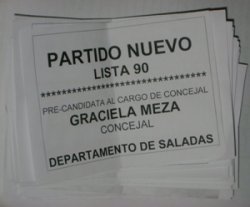 PARTIDO NUEVO
LISTA 90
********************************
PRE-CANDIDATA AL CARGO DE CONCEJAL
GRACIELA MEZA
CONCEJAL
DEPARTAMENTO DE SALADAS